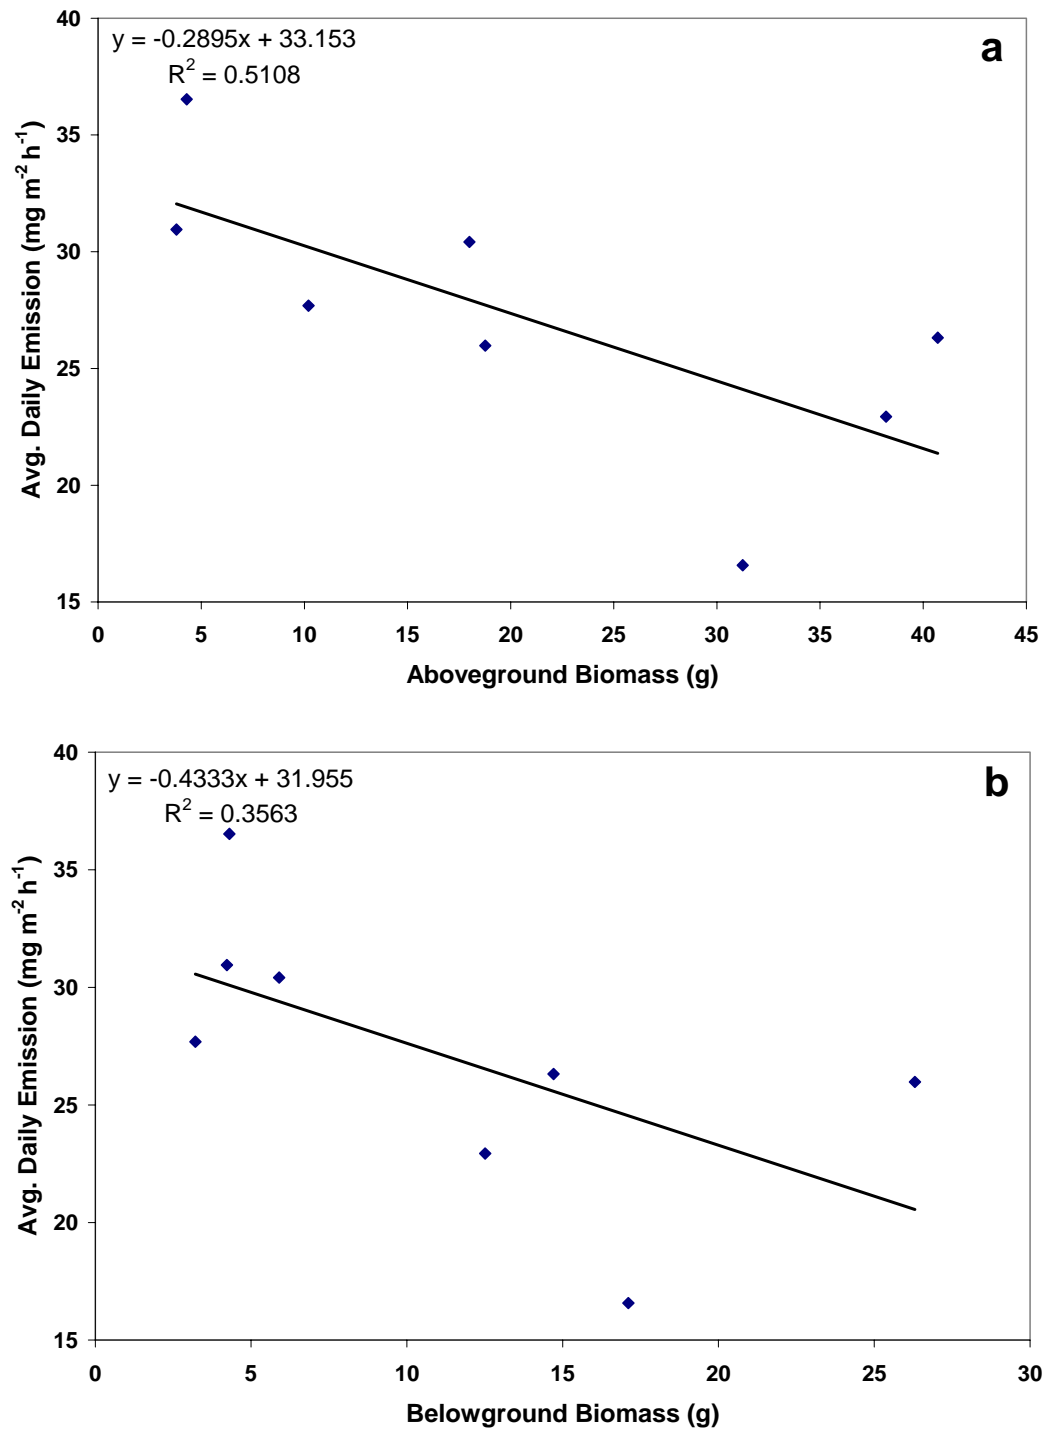 y = -0.2895x + 33.153
R² = 0.5108
a
40
35
30
25
20
15
Avg. Daily Emission (mg m⁻² h⁻¹)
0 5 10 15 20 25 30 35 40 45
Aboveground Biomass (g)
y = -0.4333x + 31.955
R² = 0.3563
b
40
35
30
25
20
15
Avg. Daily Emission (mg m⁻² h⁻¹)
0 5 10 15 20 25 30
Belowground Biomass (g)